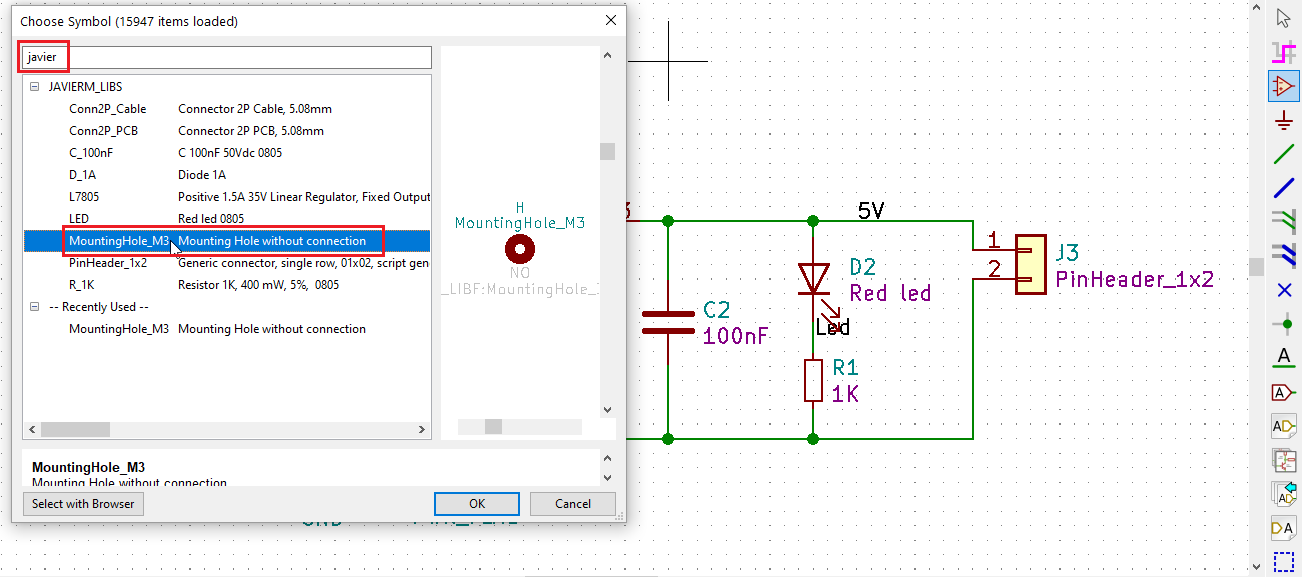 Choose Symbol (15947 items loaded)
javier
JAVIERM_LIBS
Conn2P_Cable Connector 2P Cable, 5.08mm
Conn2P_PCB Connector 2P PCB, 5.08mm
C_100nF C 100nF 50Vdc 0805
D_1A Diode 1A
L7805 Positive 1.5A 35V Linear Regulator, Fixed Output
LED Red led 0805
MountingHole_M3 Mounting Hole without connection
PinHeader_1x2 Generic connector, single row, 01x02, script gen
R_1K Resistor 1K, 400 mW, 5%, 0805
-- Recently Used --
MountingHole_M3 Mounting Hole without connection
H
MountingHole_M3
NO
_LIBF:MountingHole_
MountingHole_M3
Mounting Hole without connection
Select with Browser
OK
Cancel
3
5V
1
2
J3
PinHeader_1x2
D2
Red led
C2
100nF
Led
R1
1K
A
A
AD
AD
DA